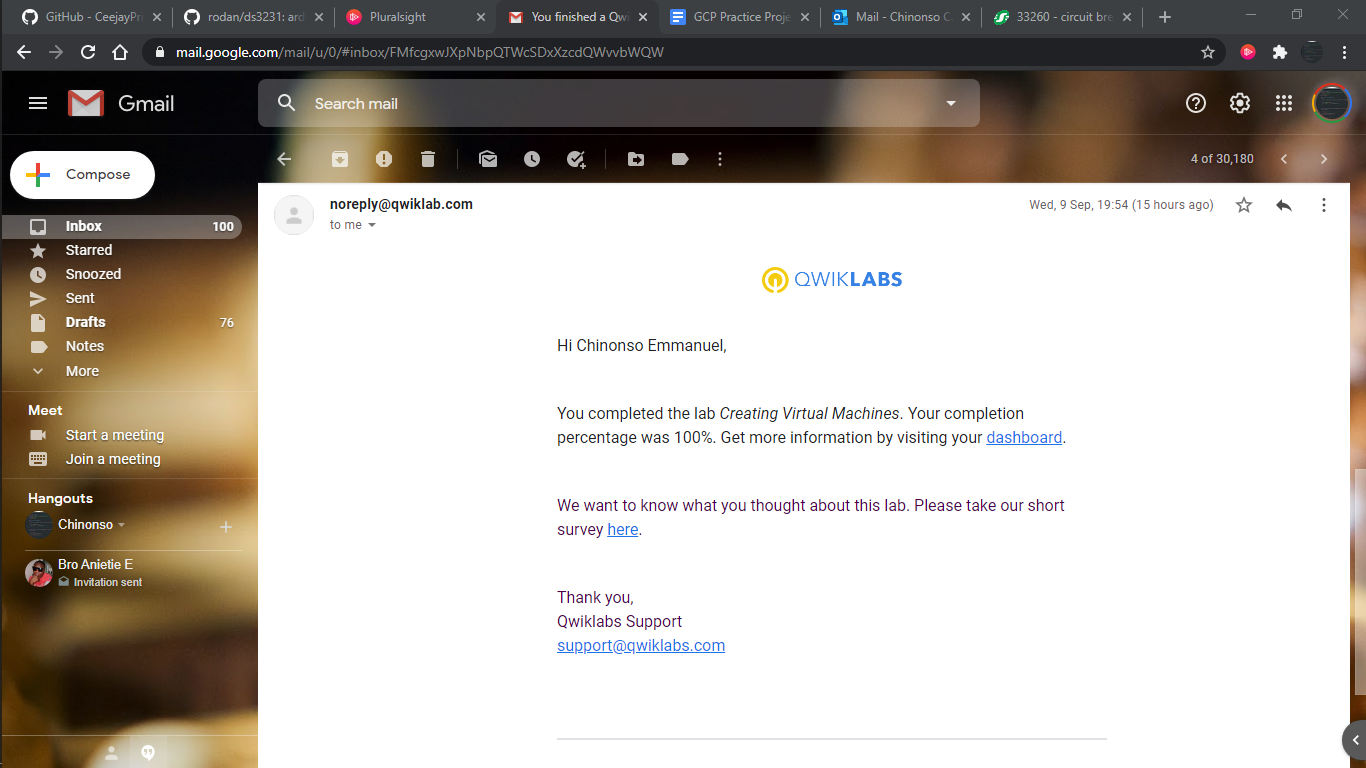 GitHub - CeejayPri
rodan/ds3231: ard
Pluralsight
You finished a Qwi
GCP Practice Proje
Mail - Chinonso C
33260 - circuit bre
mail.google.com/mail/u/0/#inbox/FMfcgxwJXpNbpQTWcSDxXzcdQWvvbWQW
Gmail
Search mail
Compose
4 of 30,180
Inbox 100
Starred
Snoozed
Sent
Drafts 76
Notes
More
Meet
Start a meeting
Join a meeting
Hangouts
Chinonso
Bro Anietie E
Invitation sent
noreply@qwiklab.com
Wed, 9 Sep, 19:54 (15 hours ago)
to me
QWIKLABS
Hi Chinonso Emmanuel,
You completed the lab Creating Virtual Machines. Your completion
percentage was 100%. Get more information by visiting your dashboard.
We want to know what you thought about this lab. Please take our short
survey here.
Thank you,
Qwiklabs Support
support@qwiklabs.com